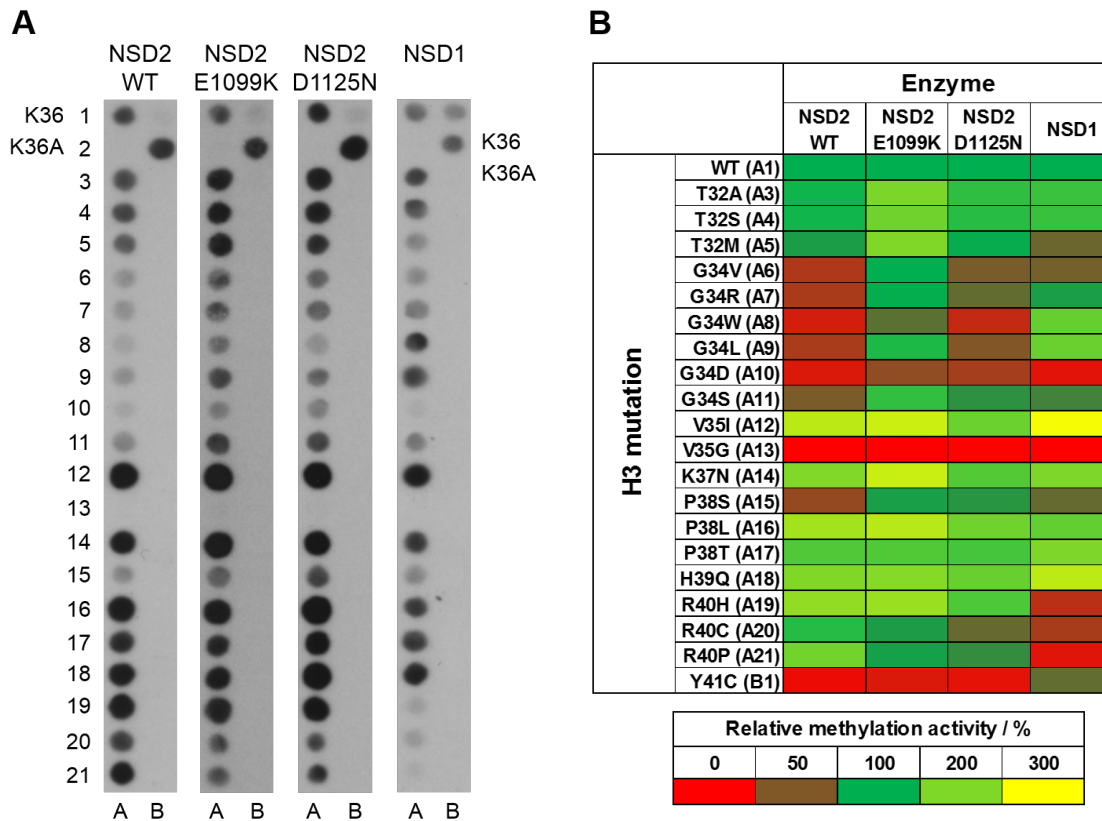 A
NSD2 WT
NSD2 E1099K
NSD2 D1125N
NSD1
K36 1
K36A 2
K36
K36A
3
4
5
6
7
8
9
10
11
12
13
14
15
16
17
18
19
20
21
A B A B A B A B
B
Enzyme
NSD2 WT
NSD2 E1099K
NSD2 D1125N
NSD1
H3 mutation
WT (A1)
T32A (A3)
T32S (A4)
T32M (A5)
G34V (A6)
G34R (A7)
G34W (A8)
G34L (A9)
G34D (A10)
G34S (A11)
V35I (A12)
V35G (A13)
K37N (A14)
P38S (A15)
P38L (A16)
P38T (A17)
H39Q (A18)
R40H (A19)
R40C (A20)
R40P (A21)
Y41C (B1)
Relative methylation activity / %
0 50 100 200 300